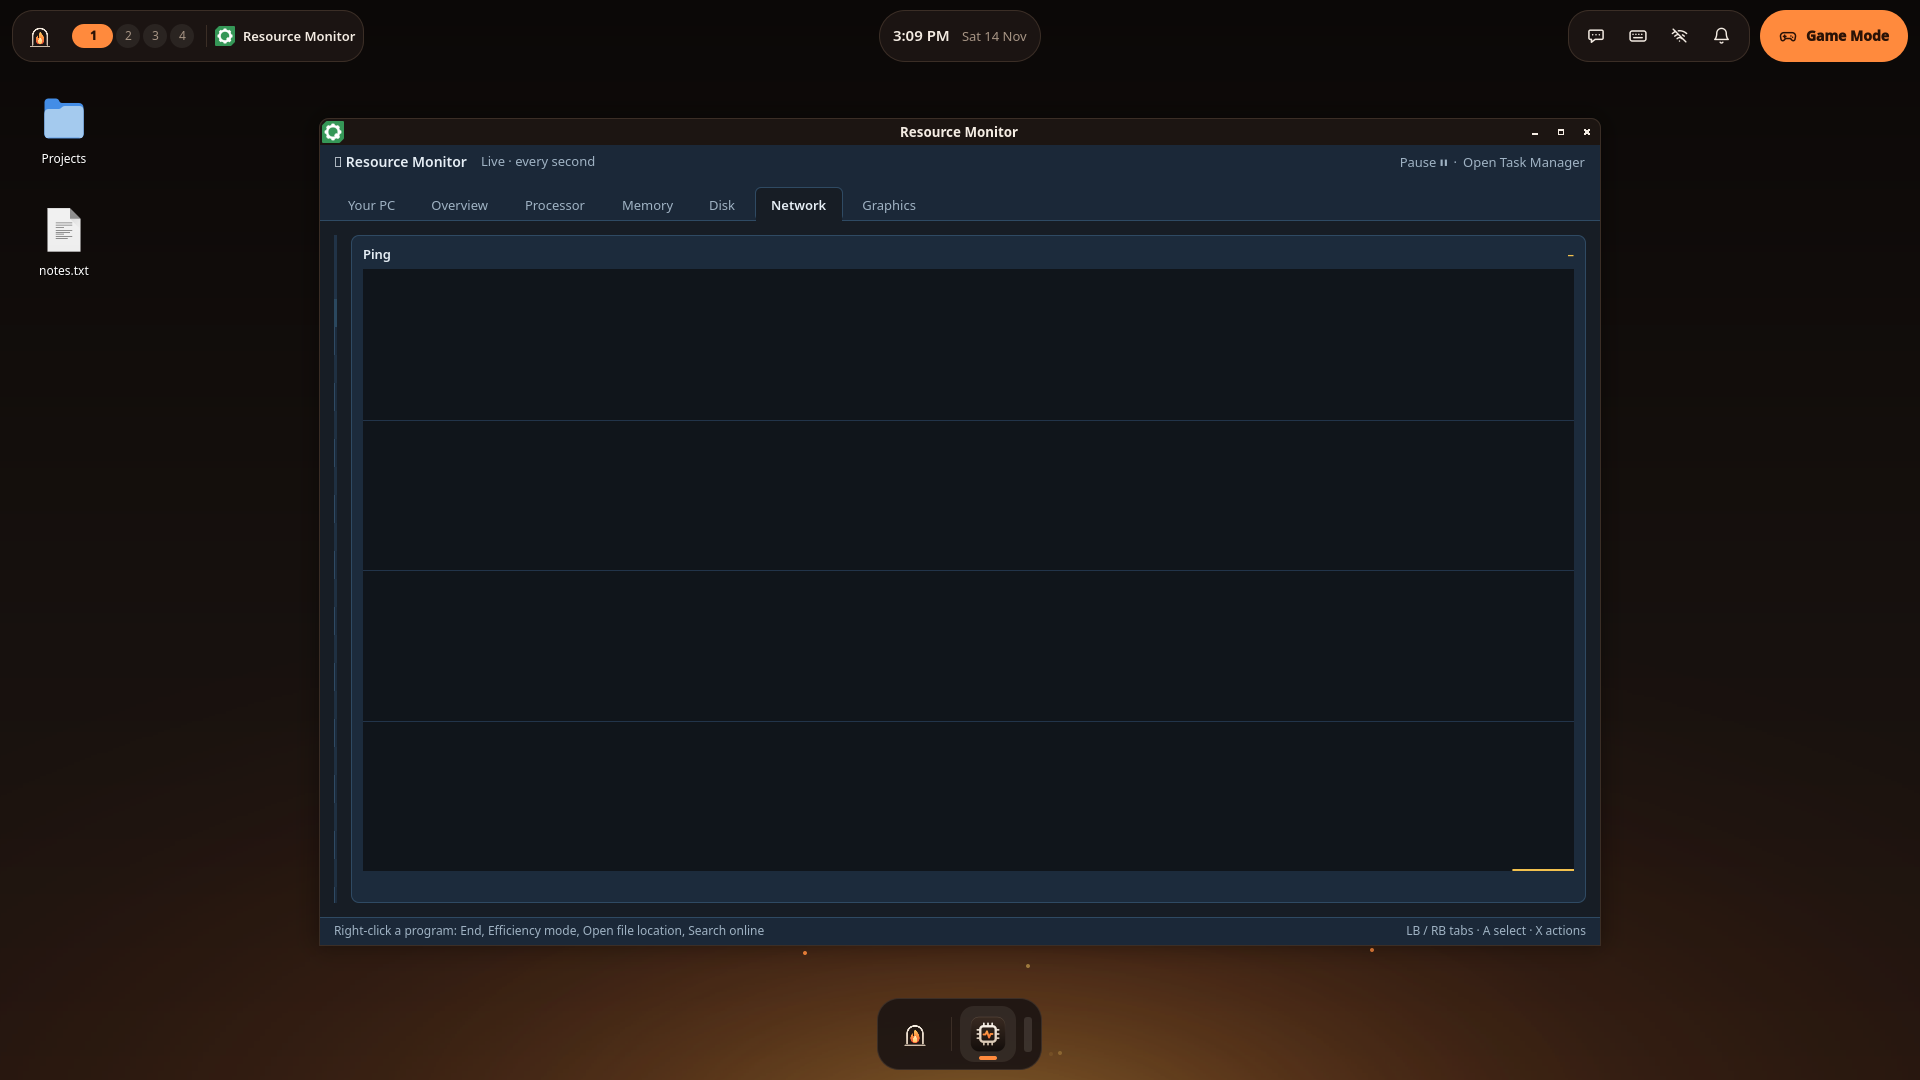 1 2 3 4 Resource Monitor
3:09 PM Sat 14 Nov
Game Mode
Projects
notes.txt
Resource Monitor
Resource Monitor Live · every second
Pause · Open Task Manager
Your PC Overview Processor Memory Disk Network Graphics
Ping –
Right-click a program: End, Efficiency mode, Open file location, Search online
LB / RB tabs · A select · X actions